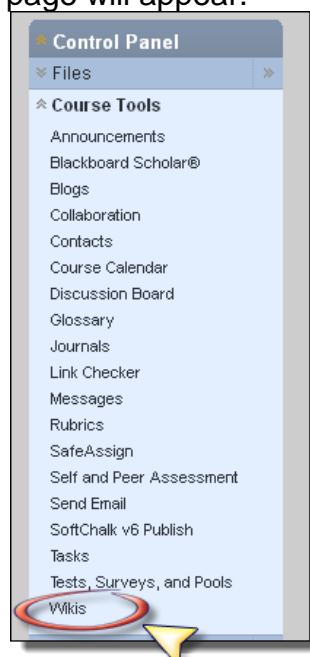 page will appear.
Control Panel
Files
Course Tools
Announcements
Blackboard Scholar®
Blogs
Collaboration
Contacts
Course Calendar
Discussion Board
Glossary
Journals
Link Checker
Messages
Rubrics
SafeAssign
Self and Peer Assessment
Send Email
SoftChalk v6 Publish
Tasks
Tests, Surveys, and Pools
Wikis